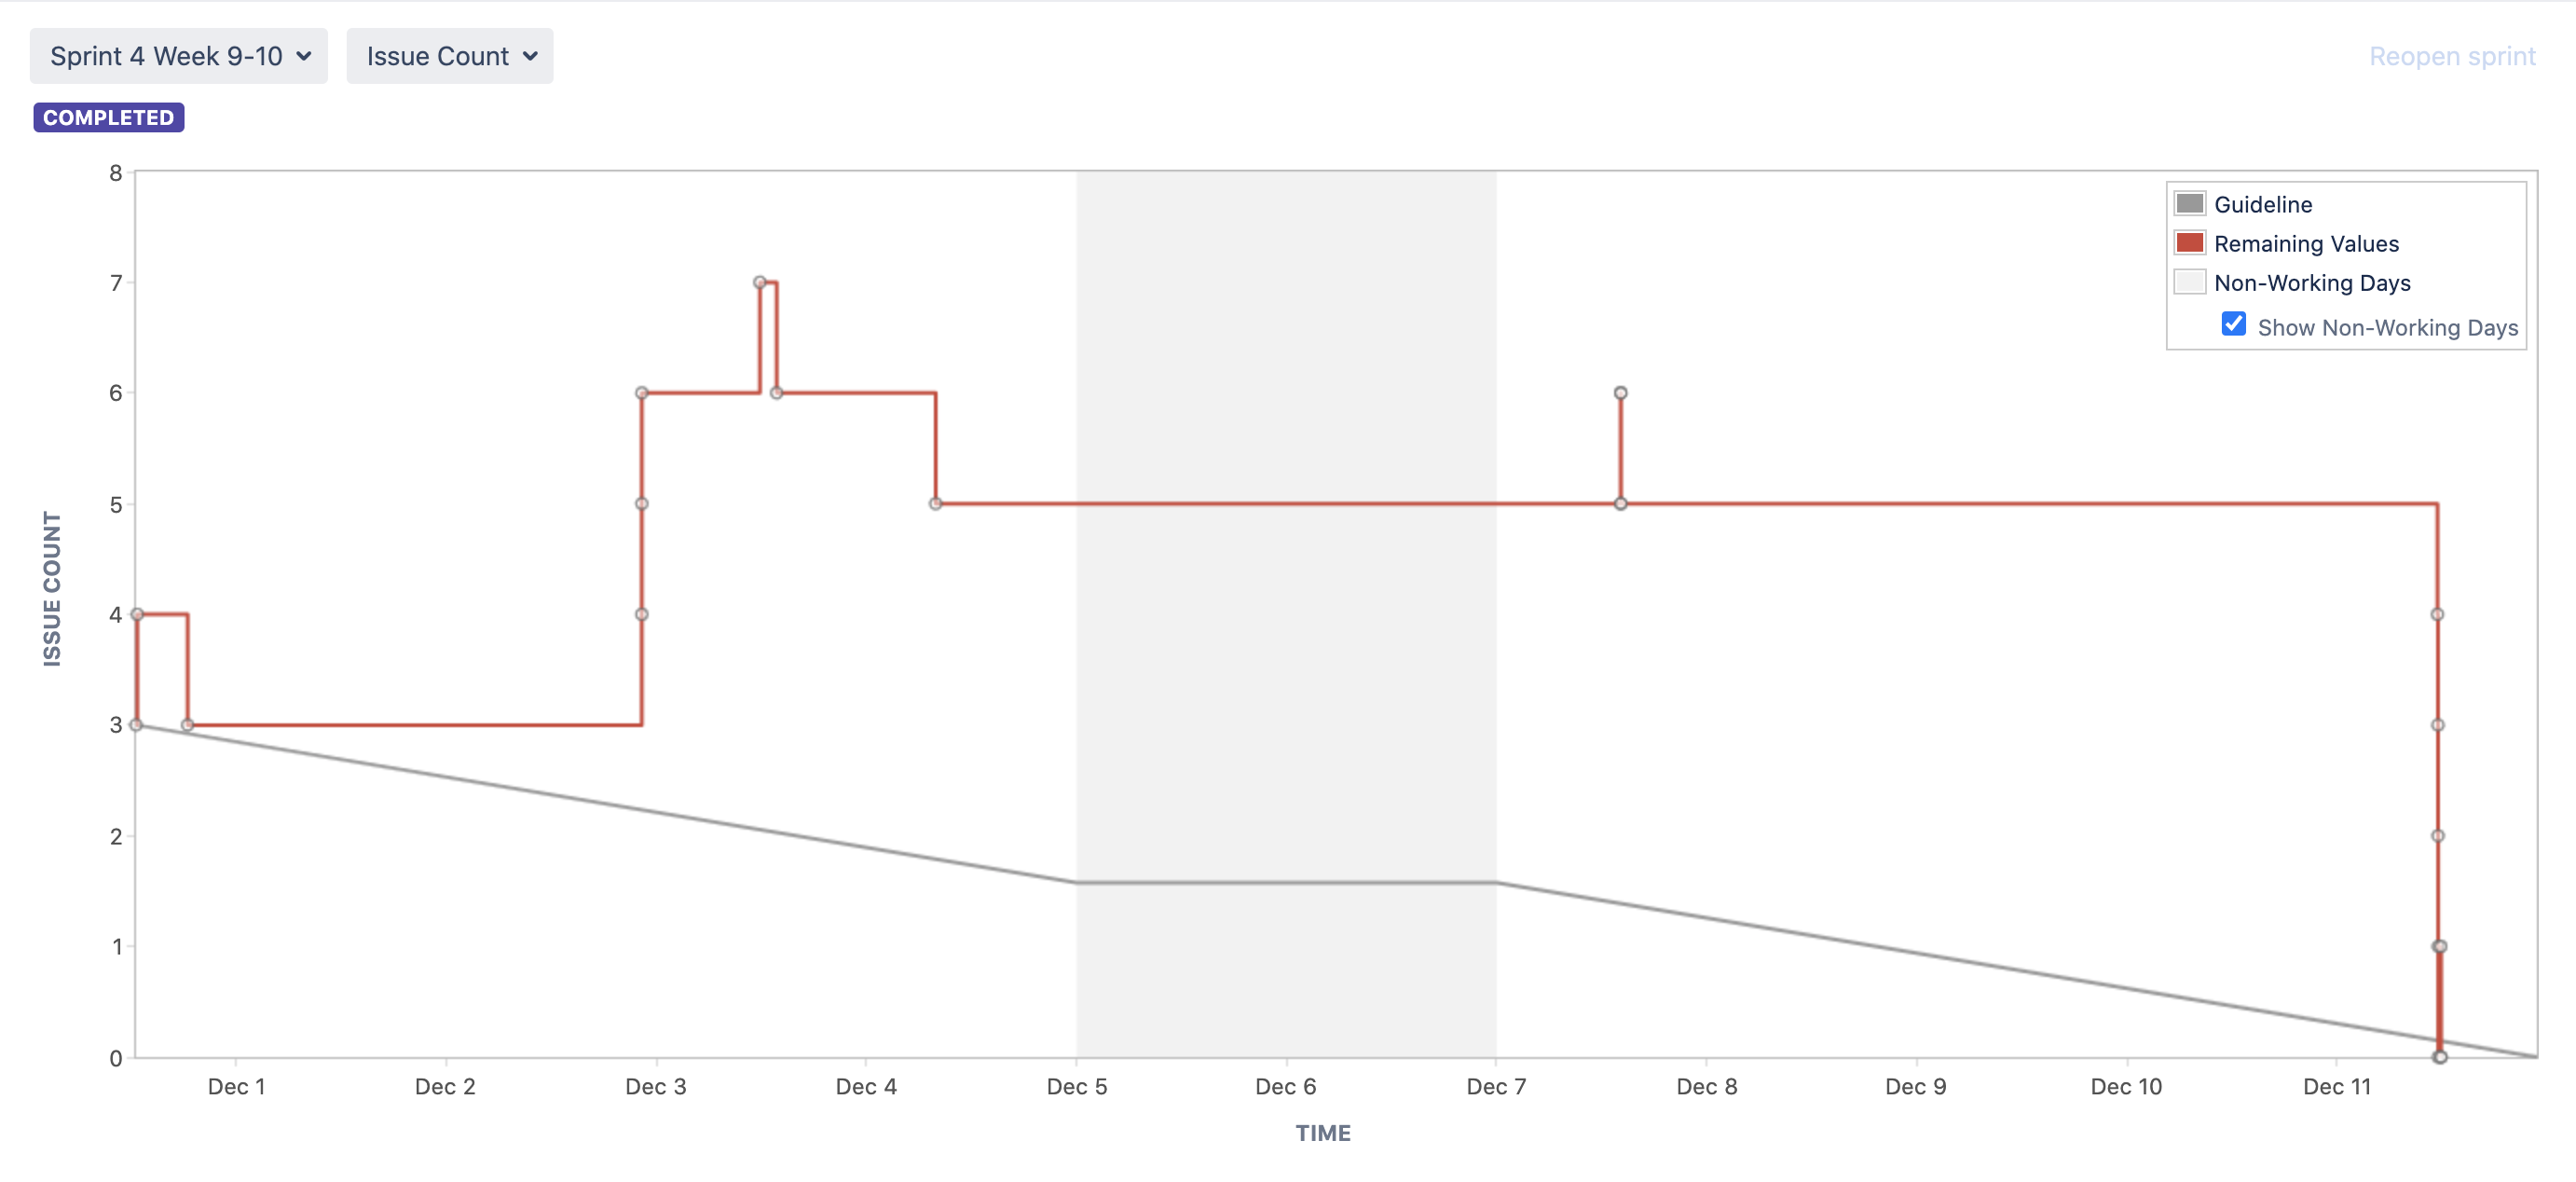 Sprint 4 Week 9-10
Issue Count
Reopen sprint
COMPLETED
8
7
6
5
4
3
2
1
0
ISSUE COUNT
Guideline
Remaining Values
Non-Working Days
Show Non-Working Days
Dec 1
Dec 2
Dec 3
Dec 4
Dec 5
Dec 6
Dec 7
Dec 8
Dec 9
Dec 10
Dec 11
TIME